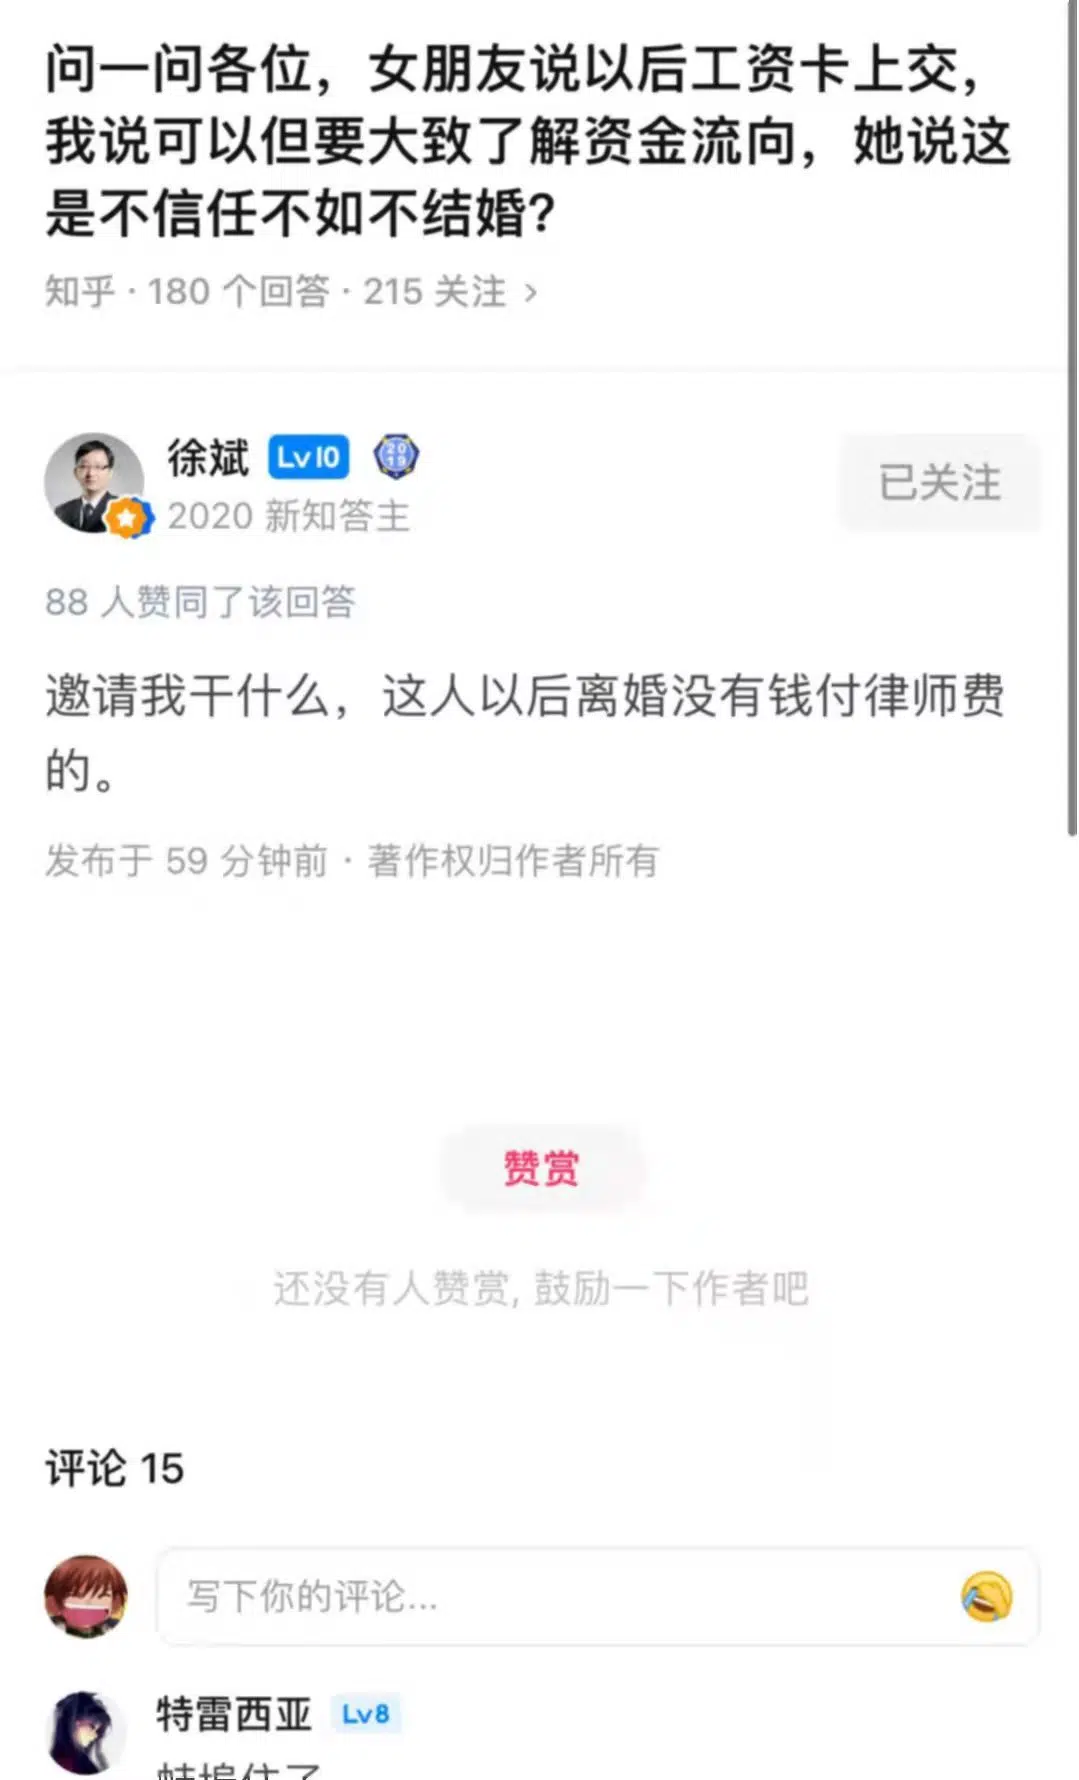 问一问各位，女朋友说以后工资卡上交，
我说可以但要大致了解资金流向，她说这
是不信任不如不结婚？
知乎 · 180 个回答 · 215 关注 >
徐斌 Lv10 2019
已关注
2020 新知答主
88 人赞同了该回答
邀请我干什么，这人以后离婚没有钱付律师费
的。
发布于 59 分钟前 · 著作权归作者所有
赞赏
还没有人赞赏, 鼓励一下作者吧
评论 15
写下你的评论...
特雷西亚 Lv8
蚌埠住了